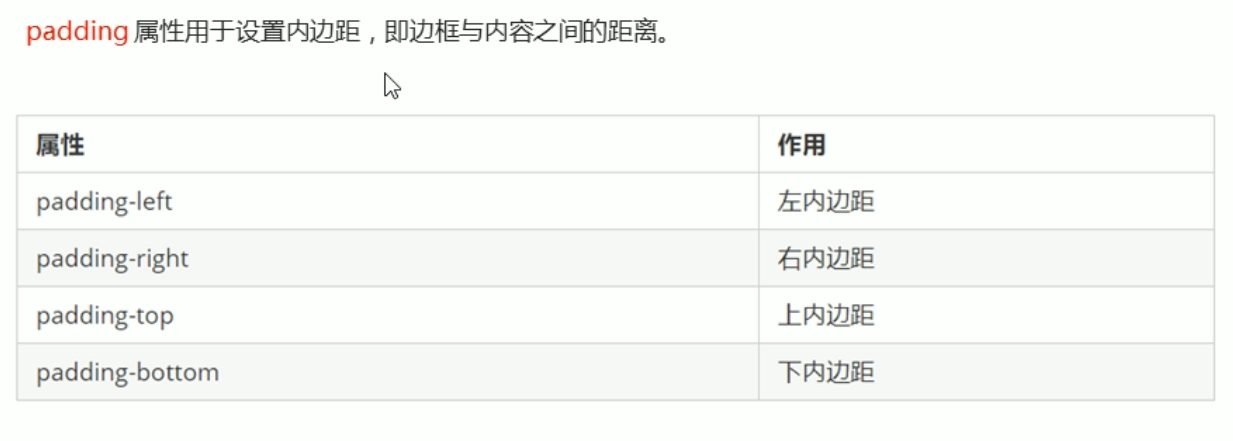 padding 属性用于设置内边距，即边框与内容之间的距离。
属性 作用
padding-left 左内边距
padding-right 右内边距
padding-top 上内边距
padding-bottom 下内边距